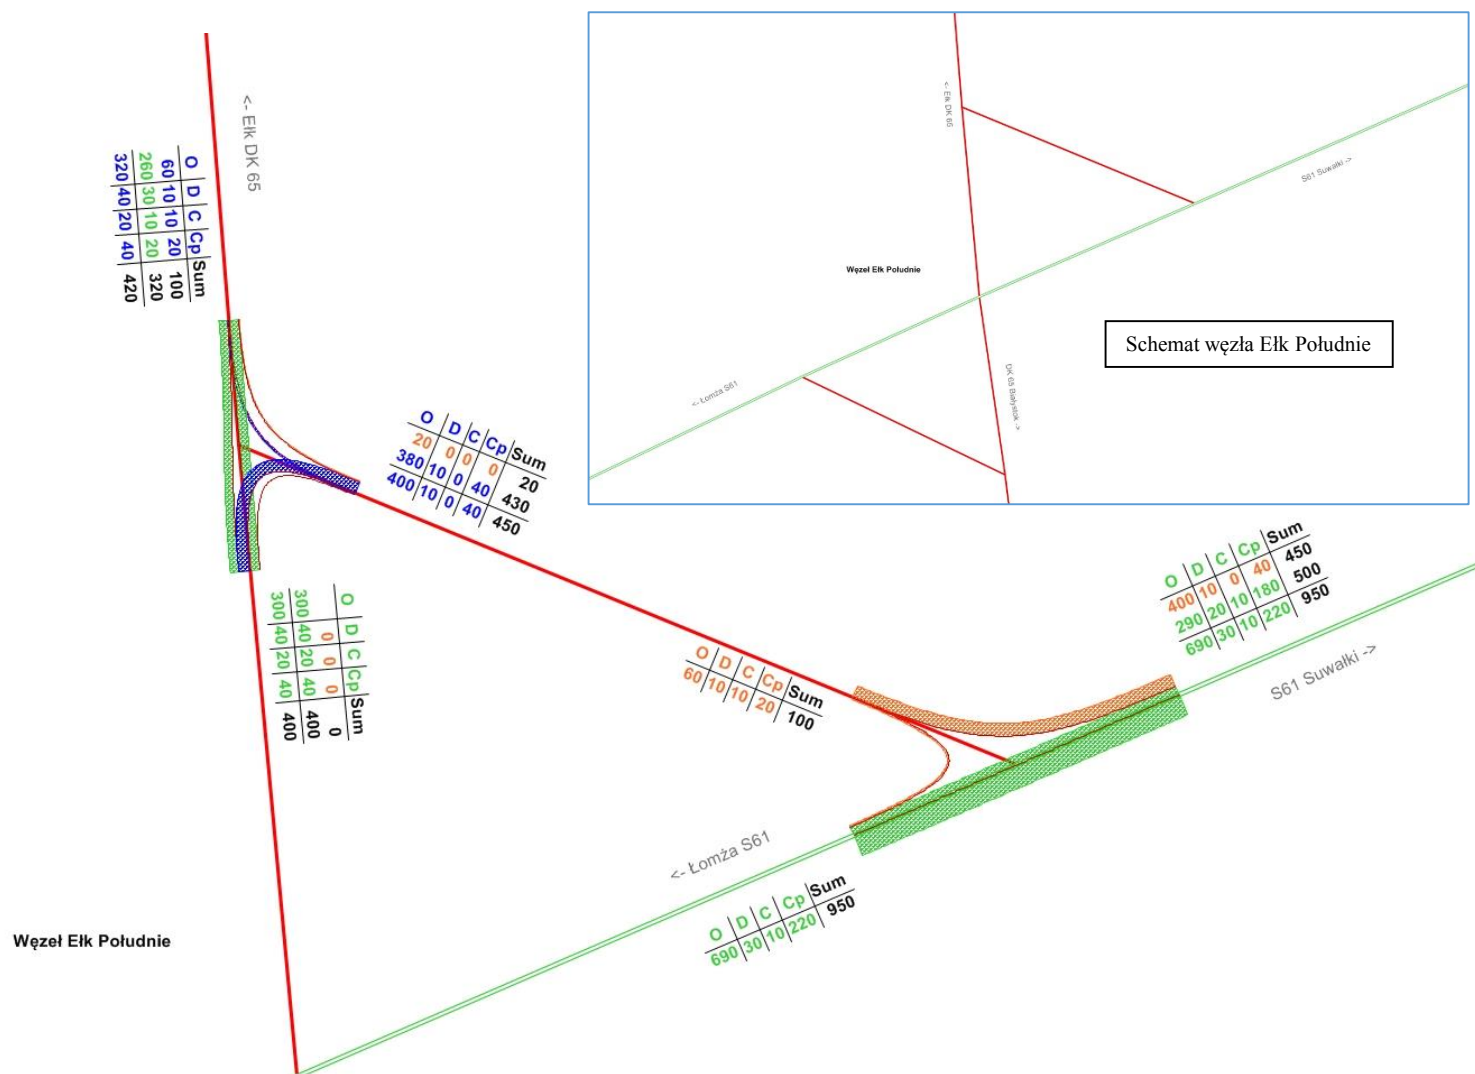 <- Ełk DK 65
O D C Cp Sum
60 10 10 20 100
260 30 10 20 320
320 40 20 40 420
O D C Cp Sum
20 0 0 0 20
380 10 0 40 430
400 10 0 40 450
O D C Cp Sum
0 0 0 0
300 40 20 40 400
300 40 20 40 400
O D C Cp Sum
60 10 10 20 100
O D C Cp Sum
400 10 0 40 450
290 20 10 180 500
690 30 10 220 950
S61 Suwałki ->
<- Łomża S61
O D C Cp Sum
690 30 10 220 950
Węzeł Ełk Południe
<- Ełk DK 65
S61 Suwałki ->
Węzeł Ełk Południe
Schemat węzła Ełk Południe
<- Łomża S61
DK 65 Białystok ->